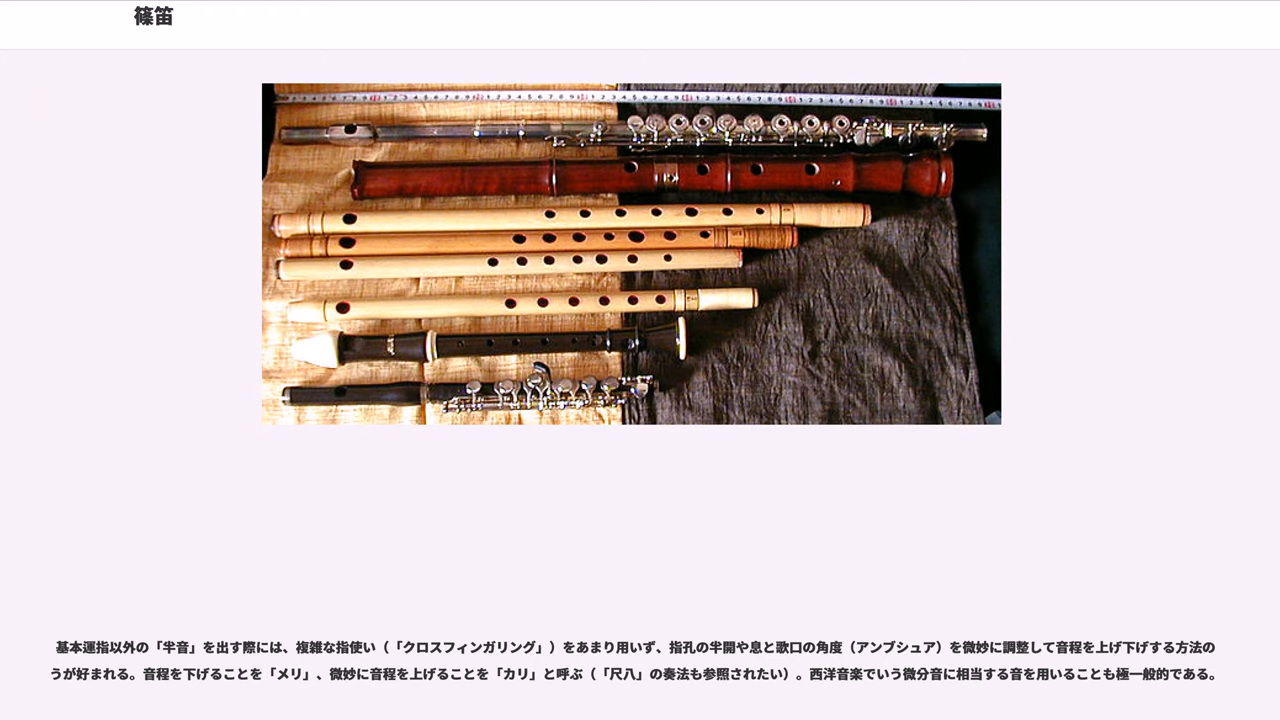 篠笛
基本運指以外の「半音」を出す際には、複雑な指使い（「クロスフィンガリング」）をあまり用いず、指孔の半開や息と歌口の角度（アンブシュア）を微妙に調整して音程を上げ下げする方法の
うが好まれる。音程を下げることを「メリ」、微妙に音程を上げることを「カリ」と呼ぶ（「尺八」の奏法も参照されたい）。西洋音楽でいう微分音に相当する音を用いることも極一般的である。